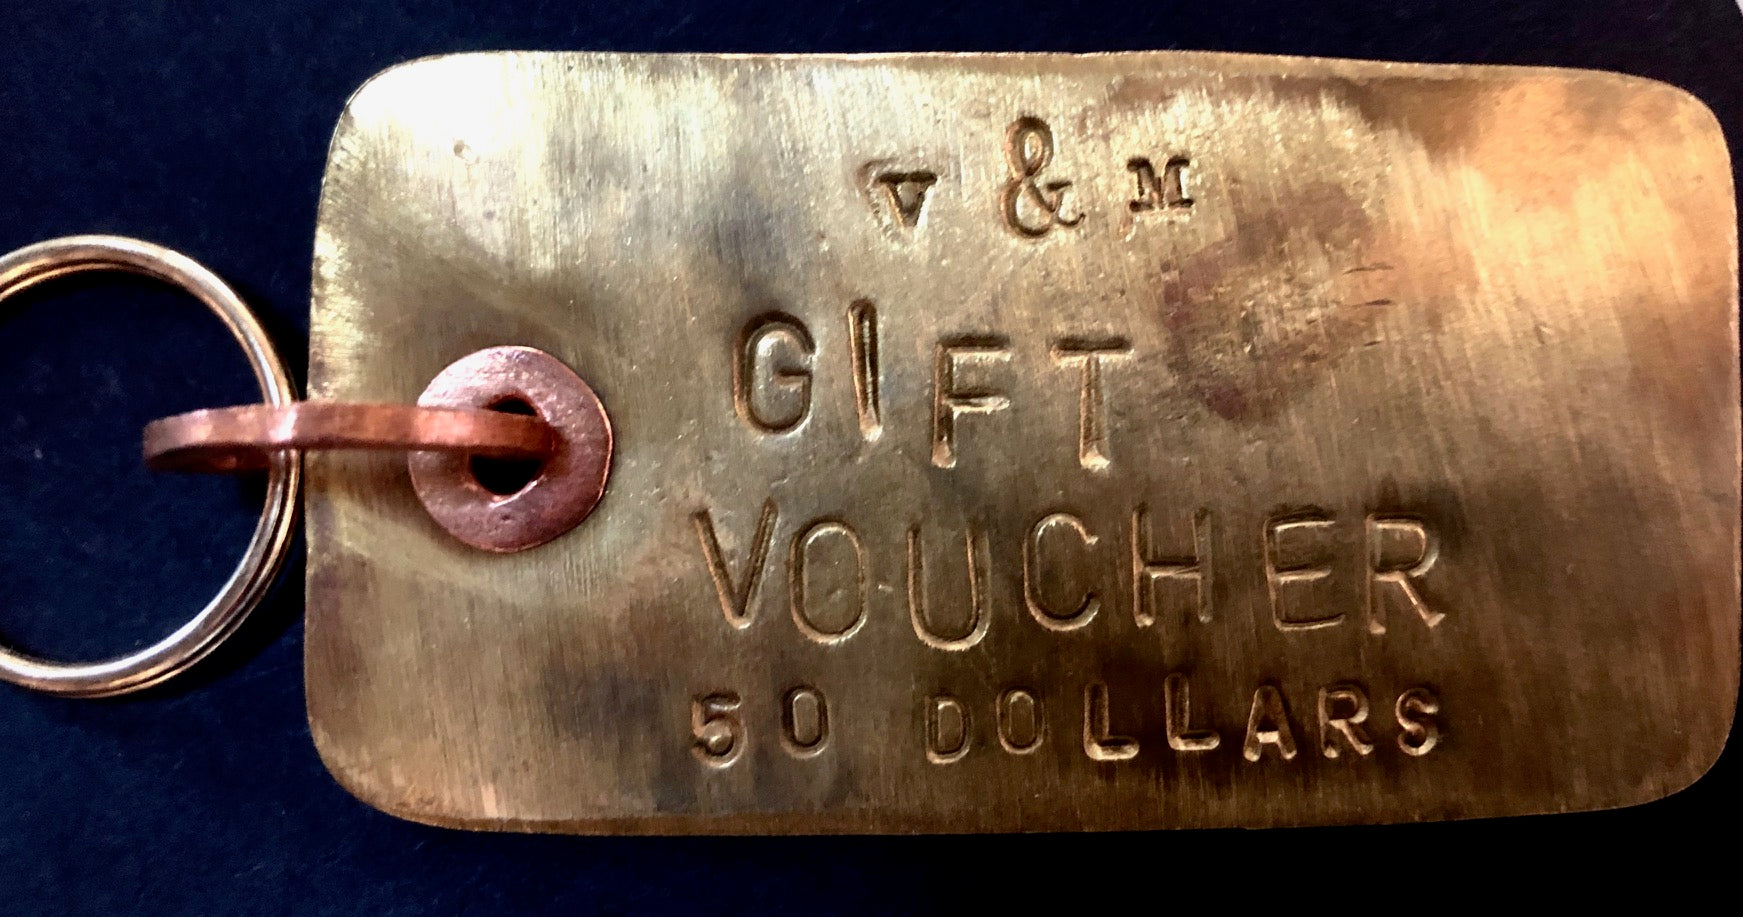 V & M
GIFT
VOUCHER
50 DOLLARS